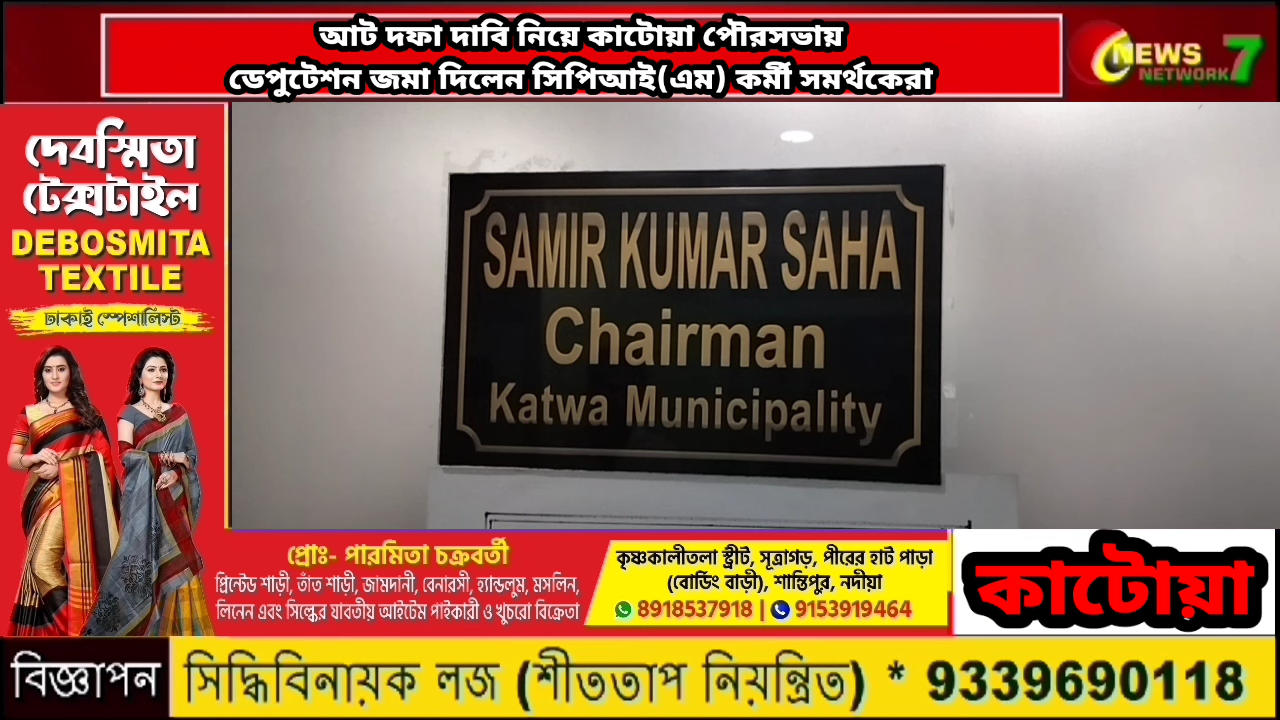 আট দফা দাবি নিয়ে কাটোয়া পৌরসভায়
ডেপুটেশন জমা দিলেন সিপিআই(এম) কর্মী সমর্থকেরা
NEWS
NETWORK 7
দেবস্মিতা
টেক্সটাইল
DEBOSMITA
TEXTILE
ঢাকাই স্পেশালিস্ট
SAMIR KUMAR SAHA
Chairman
Katwa Municipality
প্রোঃ- পারমিতা চক্রবর্তী
প্রিন্টেড শাড়ী, তাঁত শাড়ী, জামদানী, বেনারসী, হ্যান্ডলুম, মসলিন,
লিনেন এবং সিল্কের যাবতীয় আইটেম পাইকারী ও খুচরো বিক্রেতা
কৃষ্ণকালীতলা স্ট্রীট, সূত্রাগড়, পীরের হাট পাড়া
(বোর্ডিং বাড়ী), শান্তিপুর, নদীয়া
8918537918 | 9153919464
কাটোয়া
বিজ্ঞাপন
সিদ্ধিবিনায়ক লজ (শীততাপ নিয়ন্ত্রিত) * 9339690118